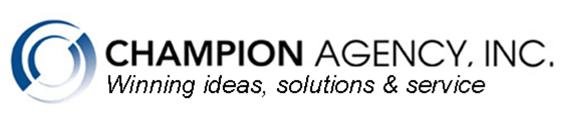 CHAMPION AGENCY, INC.
Winning ideas, solutions & service